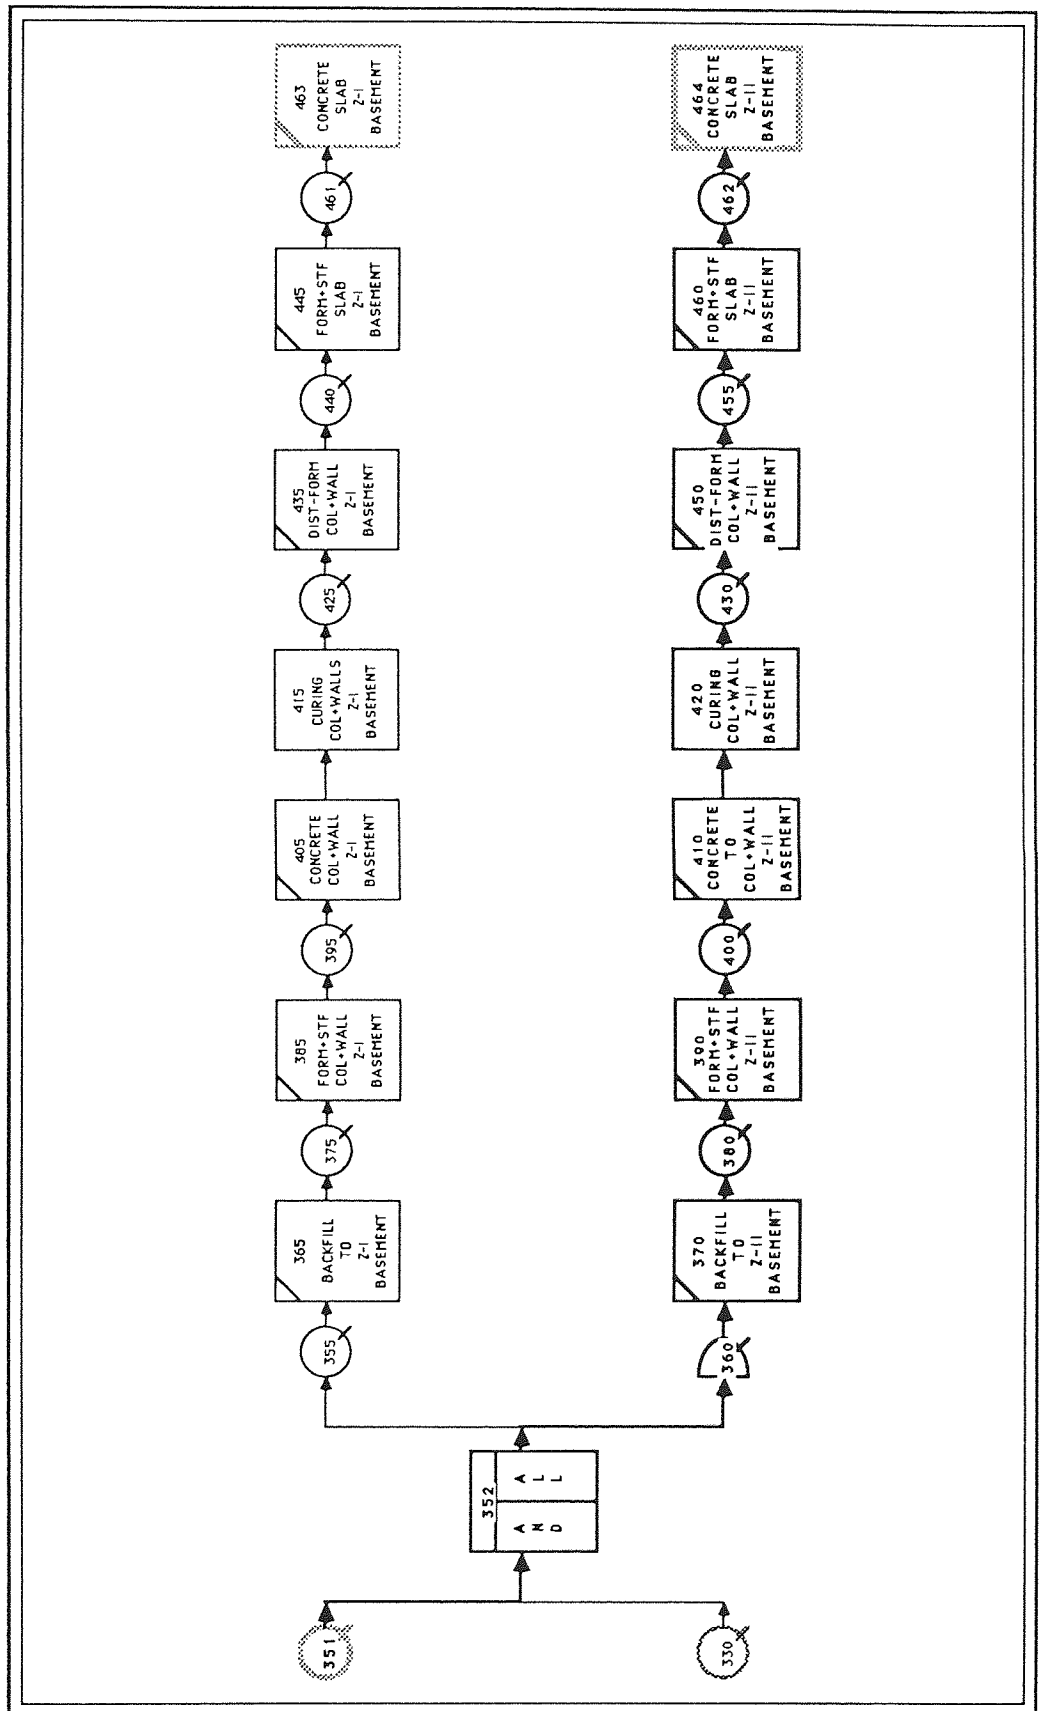 351
330
352
AND
ALL
355
365
BACKFILL
TO
Z-I
BASEMENT
375
385
FORM+STF
COL+WALL
Z-I
BASEMENT
395
405
CONCRETE
COL+WALL
Z-I
BASEMENT
415
CURING
COL+WALLS
Z-I
BASEMENT
425
435
DIST-FORM
COL+WALL
Z-I
BASEMENT
440
445
FORM+STF
SLAB
Z-I
BASEMENT
461
463
CONCRETE
SLAB
Z-I
BASEMENT
360
370
BACKFILL
TO
Z-II
BASEMENT
380
390
FORM+STF
COL+WALL
Z-II
BASEMENT
400
410
CONCRETE
TO
COL+WALL
Z-II
BASEMENT
420
CURING
COL+WALL
Z-II
BASEMENT
430
450
DIST-FORM
COL+WALL
Z-II
BASEMENT
455
460
FORM+STF
SLAB
Z-II
BASEMENT
462
464
CONCRETE
SLAB
Z-II
BASEMENT